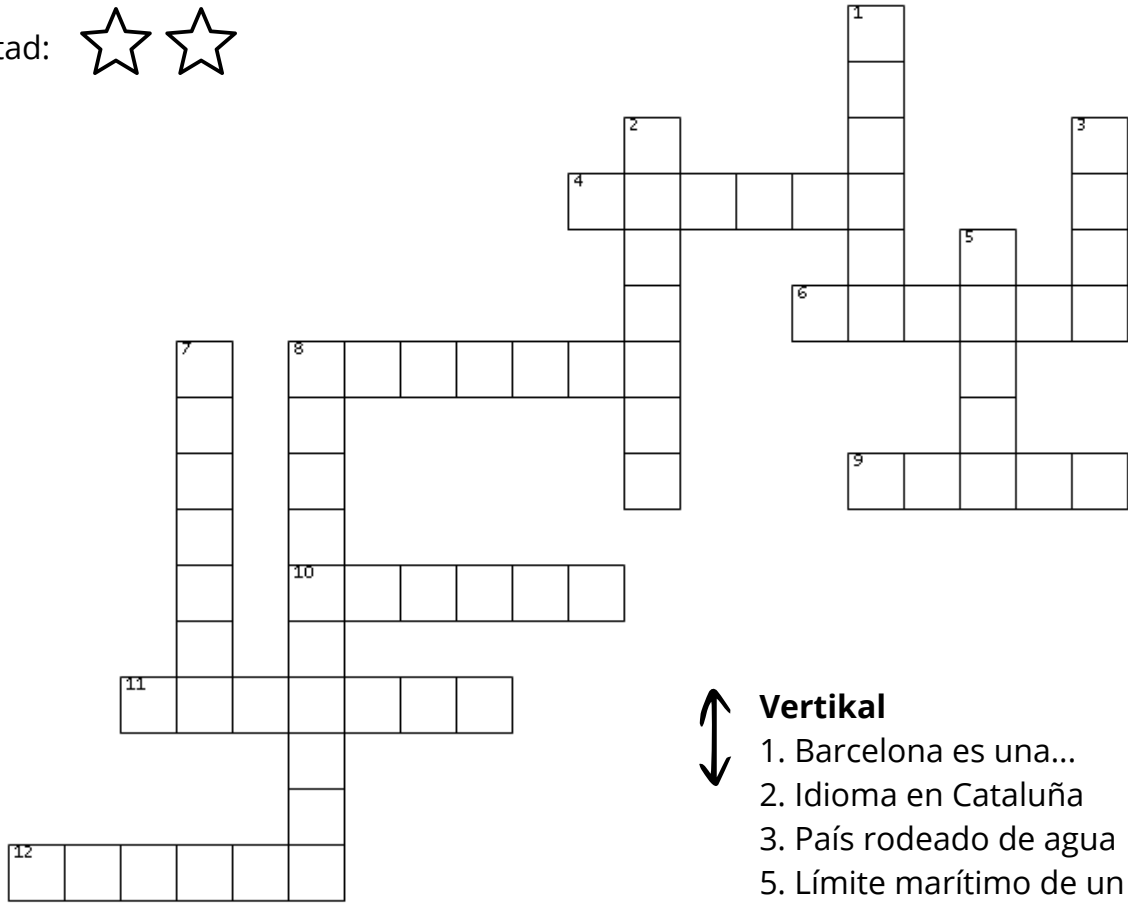 tad:
1
2
3
4
5
6
7
8
9
10
11
12
Vertikal
1. Barcelona es una...
2. Idioma en Cataluña
3. País rodeado de agua
5. Límite marítimo de un